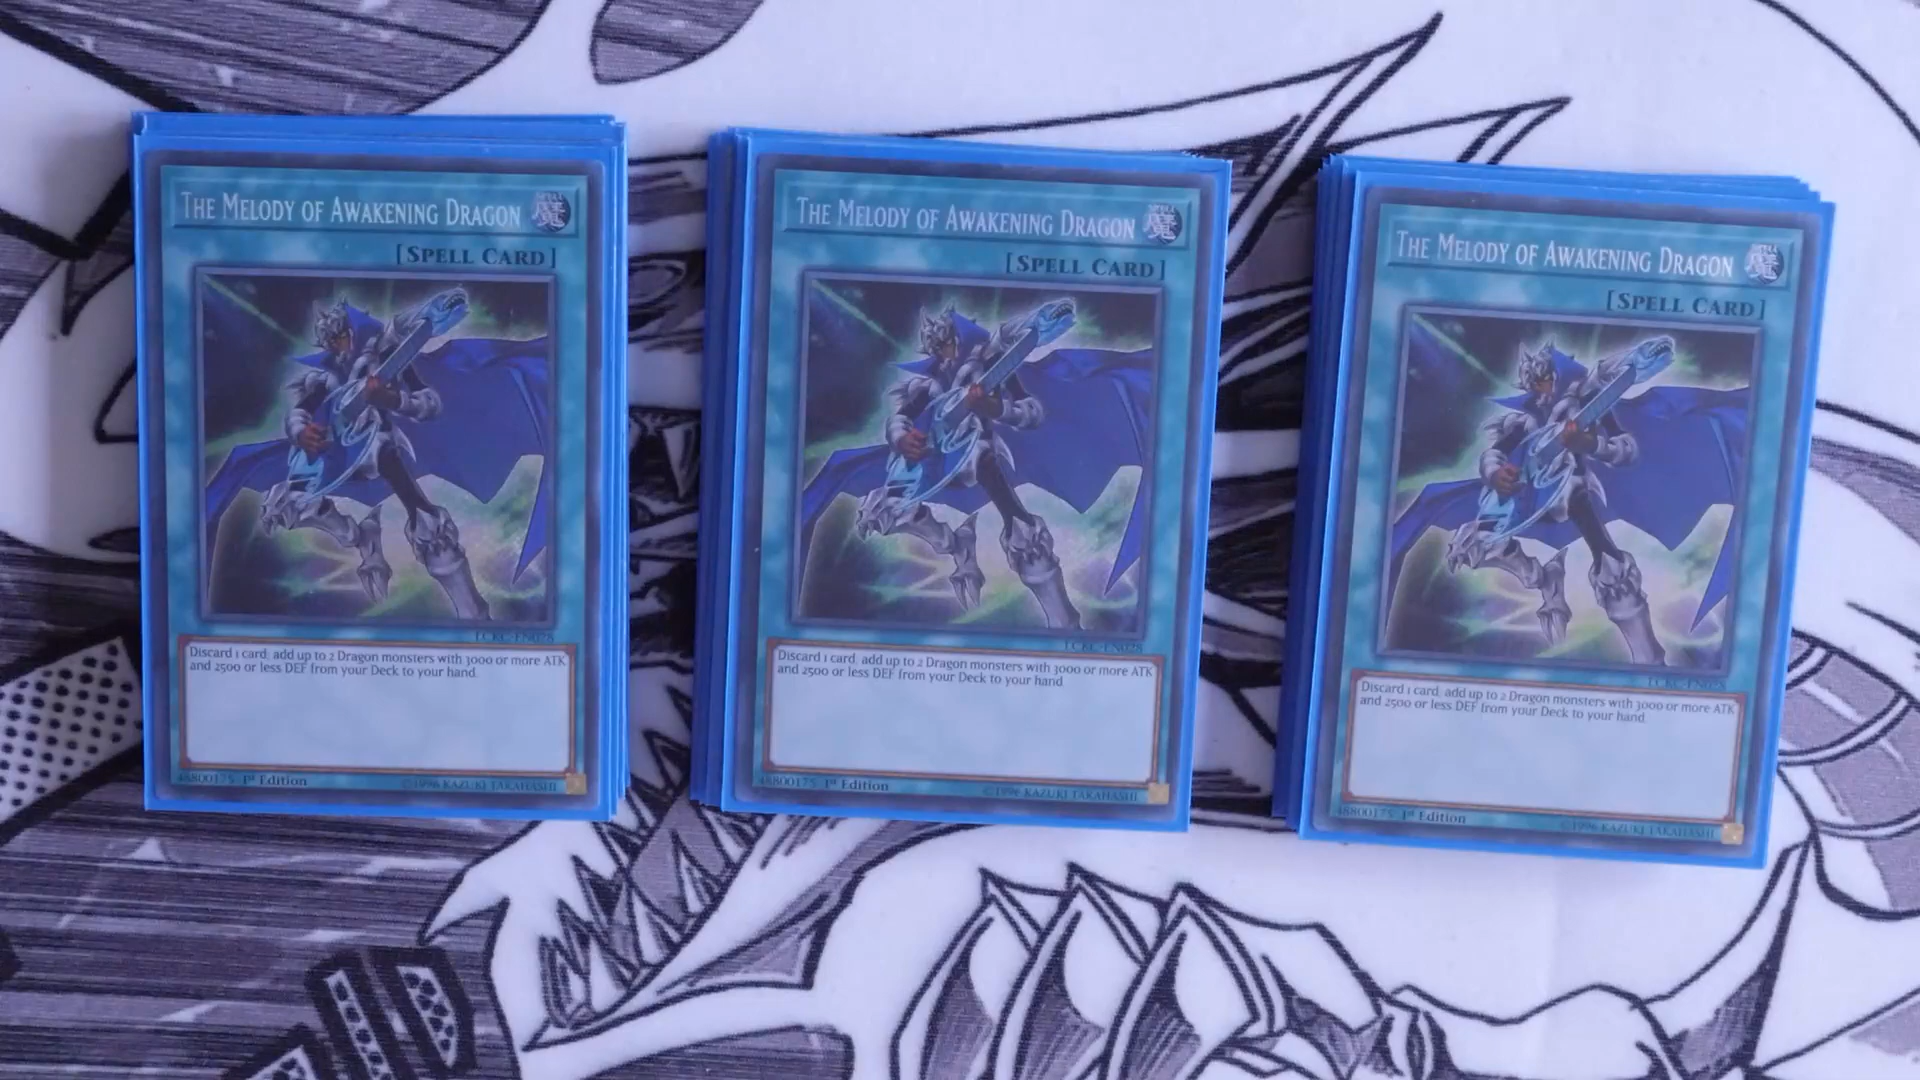 THE MELODY OF AWAKENING DRAGON
[SPELL CARD]
LCKC-EN028
Discard 1 card; add up to 2 Dragon monsters with 3000 or more ATK
and 2500 or less DEF from your Deck to your hand.
48800175 1st Edition
©1996 KAZUKI TAKAHASHI
THE MELODY OF AWAKENING DRAGON
[SPELL CARD]
LCKC-EN028
Discard 1 card; add up to 2 Dragon monsters with 3000 or more ATK
and 2500 or less DEF from your Deck to your hand.
48800175 1st Edition
©1996 KAZUKI TAKAHASHI
THE MELODY OF AWAKENING DRAGON
[SPELL CARD]
LCKC-EN028
Discard 1 card; add up to 2 Dragon monsters with 3000 or more ATK
and 2500 or less DEF from your Deck to your hand.
48800175 1st Edition
©1996 KAZUKI TAKAHASHI